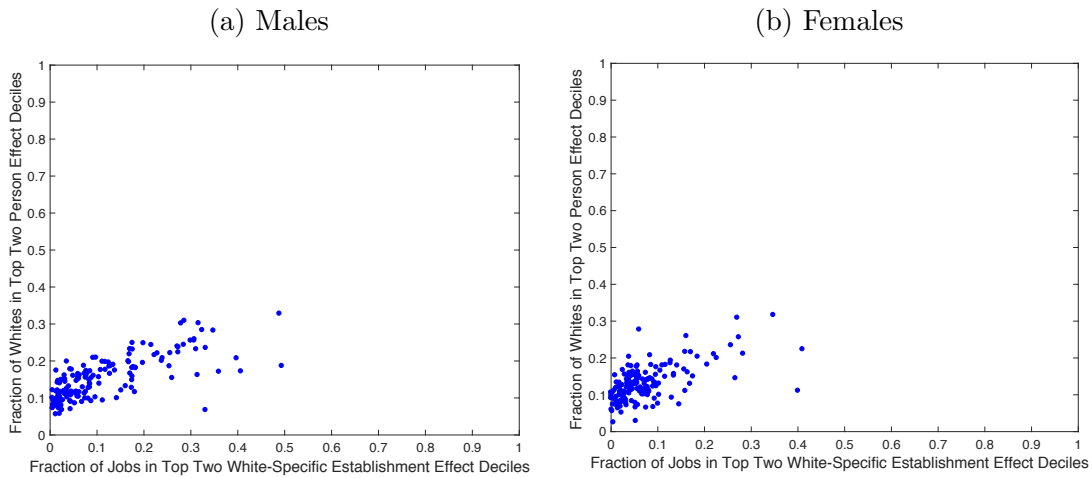 (a) Males
(b) Females
Fraction of Whites in Top Two Person Effect Deciles
1
0.9
0.8
0.7
0.6
0.5
0.4
0.3
0.2
0.1
0
0 0.1 0.2 0.3 0.4 0.5 0.6 0.7 0.8 0.9 1
Fraction of Jobs in Top Two White-Specific Establishment Effect Deciles
Fraction of Whites in Top Two Person Effect Deciles
1
0.9
0.8
0.7
0.6
0.5
0.4
0.3
0.2
0.1
0
0 0.1 0.2 0.3 0.4 0.5 0.6 0.7 0.8 0.9 1
Fraction of Jobs in Top Two White-Specific Establishment Effect Deciles